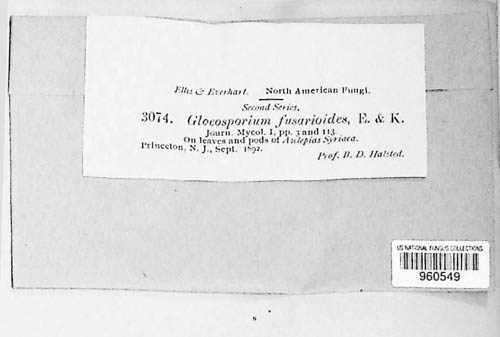 Ellis & Everhart. North American Fungi.
Second Series.
3074. Gloeosporium fusarioides, E. & K.
Journ. Mycol. I, pp. 3 and 113.
On leaves and pods of Asclepias Syriaca.
Princeton, N. J., Sept. 1892.
Prof. B. D. Halsted.
US NATIONAL FUNGUS COLLECTIONS
960549